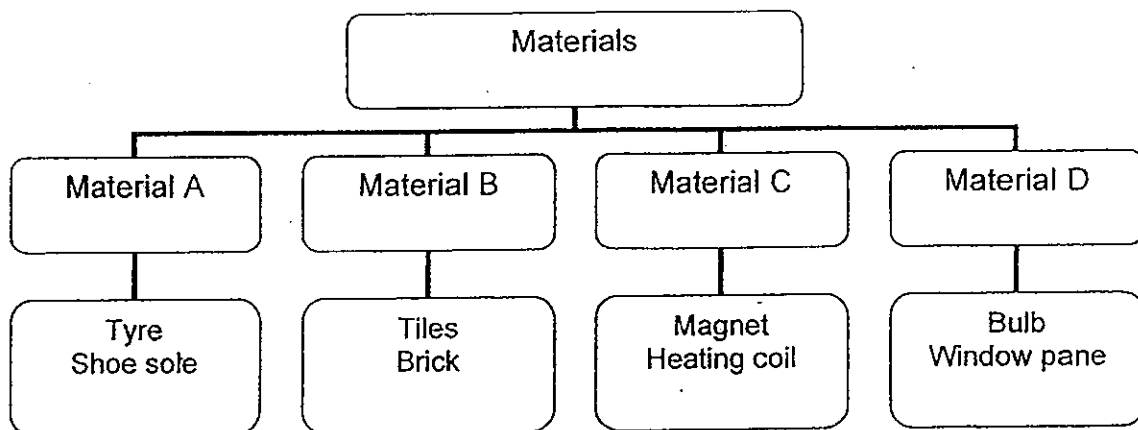 Materials
Material A
Material B
Material C
Material D
Tyre
Shoe sole
Tiles
Brick
Magnet
Heating coil
Bulb
Window pane